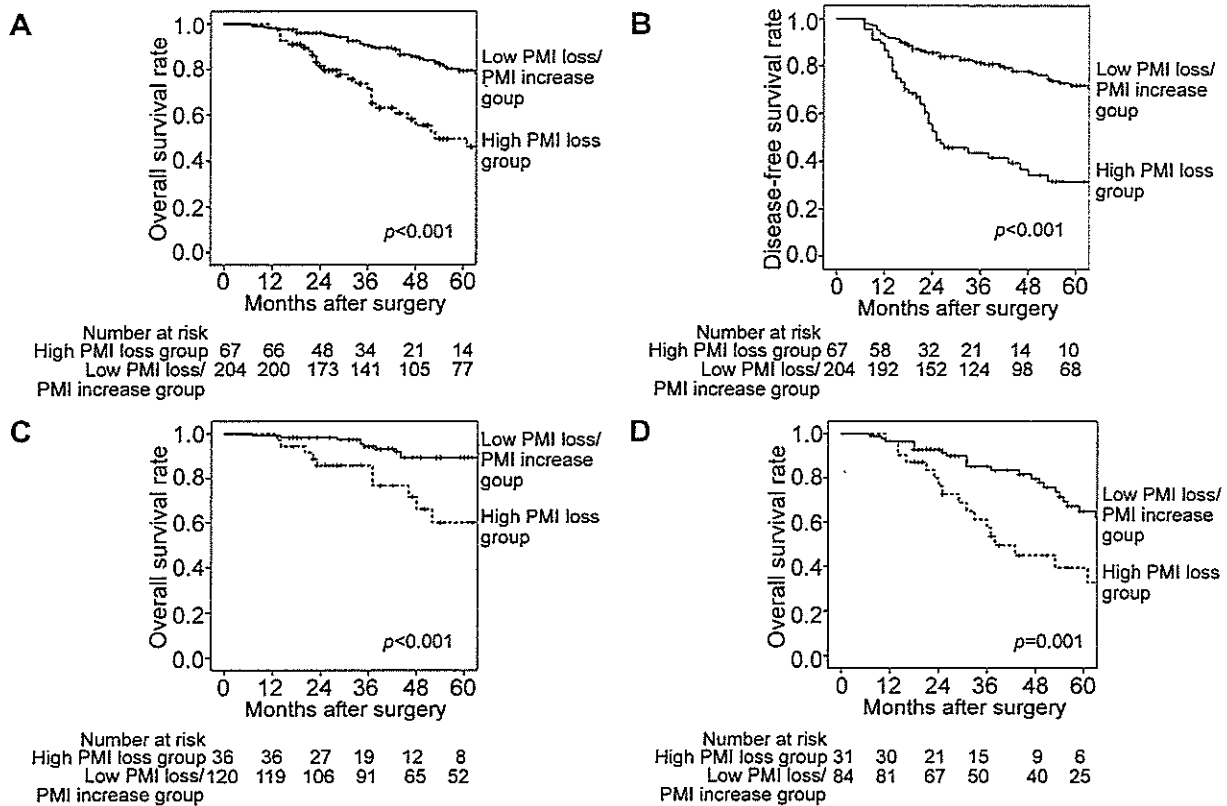 A
Overall survival rate
1.0
0.8
0.6
0.4
0.2
0.0
Low PMI loss/
PMI increase
goup
High PMI loss
group
p<0.001
0 12 24 36 48 60
Months after surgery
Number at risk
High PMI loss group 67 66 48 34 21 14
Low PMI loss/ 204 200 173 141 105 77
PMI increase group
B
Disease-free survival rate
1.0
0.8
0.6
0.4
0.2
0.0
Low PMI loss/
PMI increase
goup
High PMI loss
group
p<0.001
0 12 24 36 48 60
Months after surgery
Number at risk
High PMI loss group 67 58 32 21 14 10
Low PMI loss/ 204 192 152 124 98 68
PMI increase group
C
Overall survival rate
1.0
0.8
0.6
0.4
0.2
0.0
Low PMI loss/
PMI increase
goup
High PMI loss
group
p<0.001
0 12 24 36 48 60
Months after surgery
Number at risk
High PMI loss group 36 36 27 19 12 8
Low PMI loss/ 120 119 106 91 65 52
PMI increase group
D
Overall survival rate
1.0
0.8
0.6
0.4
0.2
0.0
Low PMI loss/
PMI increase
goup
High PMI loss
group
p=0.001
0 12 24 36 48 60
Months after surgery
Number at risk
High PMI loss group 31 30 21 15 9 6
Low PMI loss/ 84 81 67 50 40 25
PMI increase group